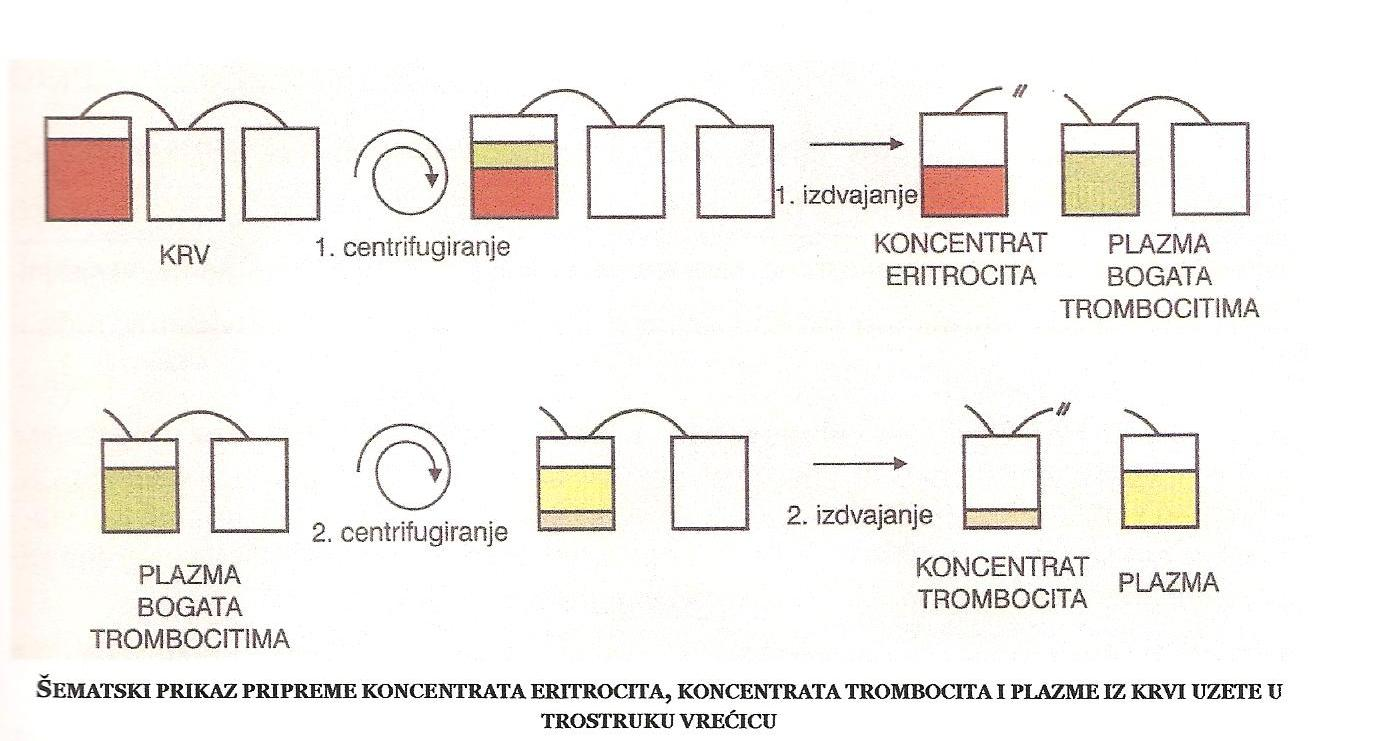 KRV
1. centrifugiranje
1. izdvajanje
KONCENTRAT
ERITROCITA
PLAZMA
BOGATA
TROMBOCITIMA
PLAZMA
BOGATA
TROMBOCITIMA
2. centrifugiranje
2. izdvajanje
KONCENTRAT
TROMBOCITA
PLAZMA
ŠEMATSKI PRIKAZ PRIPREME KONCENTRATA ERITROCITA, KONCENTRATA TROMBOCITA I PLAZME IZ KRVI UZETE U
TROSTRUKU VREĆICU